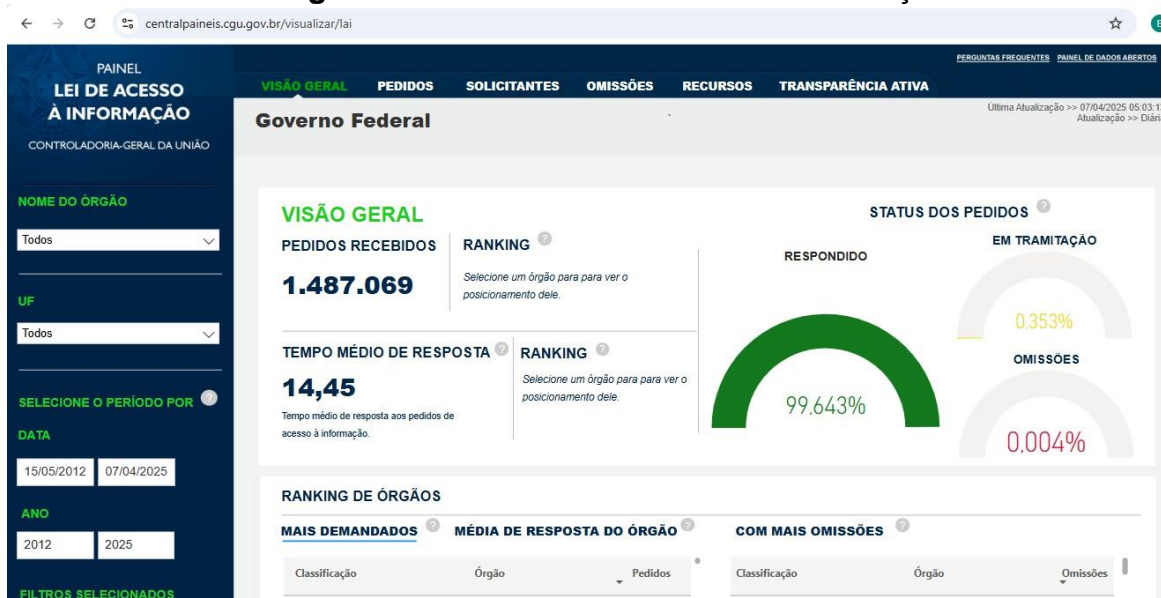 centralpaineis.cgu.gov.br/visualizar/lai
PERGUNTAS FREQUENTES PAINEL DE DADOS ABERTOS
PAINEL
LEI DE ACESSO
À INFORMAÇÃO
CONTROLADORIA-GERAL DA UNIÃO
VISÃO GERAL PEDIDOS SOLICITANTES OMISSÕES RECURSOS TRANSPARÊNCIA ATIVA
Governo Federal
Última Atualização >> 07/04/2025 05:03:1
Atualização >> Diári
NOME DO ÓRGÃO
Todos
UF
Todos
SELECIONE O PERÍODO POR ?
DATA
15/05/2012 07/04/2025
ANO
2012 2025
FILTROS SELECIONADOS
VISÃO GERAL
PEDIDOS RECEBIDOS
1.487.069
RANKING ?
Selecione um órgão para para ver o
posicionamento dele.
TEMPO MÉDIO DE RESPOSTA ?
14,45
Tempo médio de resposta aos pedidos de
acesso à informação.
RANKING ?
Selecione um órgão para para ver o
posicionamento dele.
STATUS DOS PEDIDOS ?
RESPONDIDO
99,643%
EM TRAMITAÇÃO
0,353%
OMISSÕES
0,004%
RANKING DE ÓRGÃOS
MAIS DEMANDADOS ? MÉDIA DE RESPOSTA DO ÓRGÃO ? COM MAIS OMISSÕES ?
Classificação Órgão Pedidos
Classificação Órgão Omissões